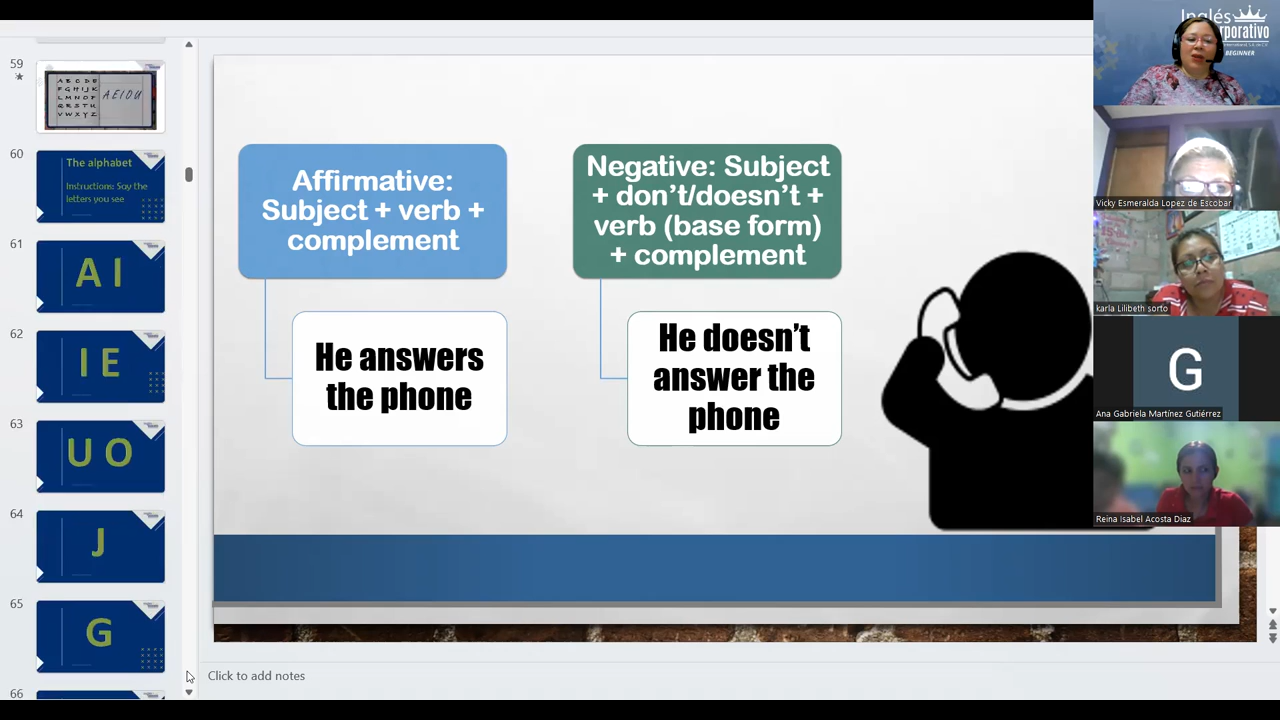 59
A B C D E
F G H I J K
L M N O P
Q R S T U
V W X Y Z
A E I O U
60
The alphabet
Instructions: Say the
letters you see
61
A I
62
I E
63
U O
64
J
65
G
66
Affirmative:
Subject + verb +
complement
He answers
the phone
Negative: Subject
+ don't/doesn't +
verb (base form)
+ complement
He doesn't
answer the
phone
Click to add notes
Inglés
BEGINNER
Vicky Esmeralda Lopez de Escobar
karla Lilibeth sorto
G
Ana Gabriela Martínez Gutiérrez
Reina Isabel Acosta Diaz